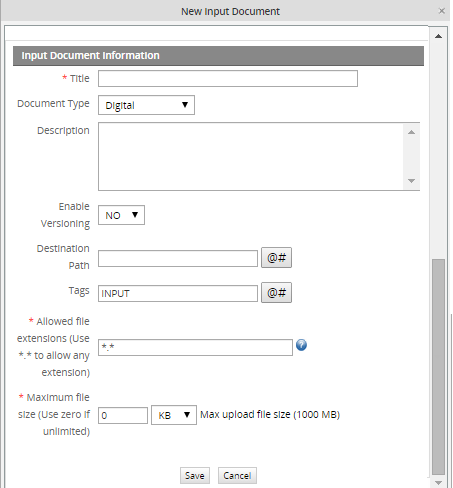 New Input Document ×
Input Document Information
* Title
Document Type Digital
Description
Enable
Versioning NO
Destination
Path @#
Tags INPUT @#
* Allowed file
extensions (Use
*.* to allow any *.* ?
extension)
* Maximum file
size (Use zero if 0 KB Max upload file size (1000 MB)
unlimited)
Save Cancel